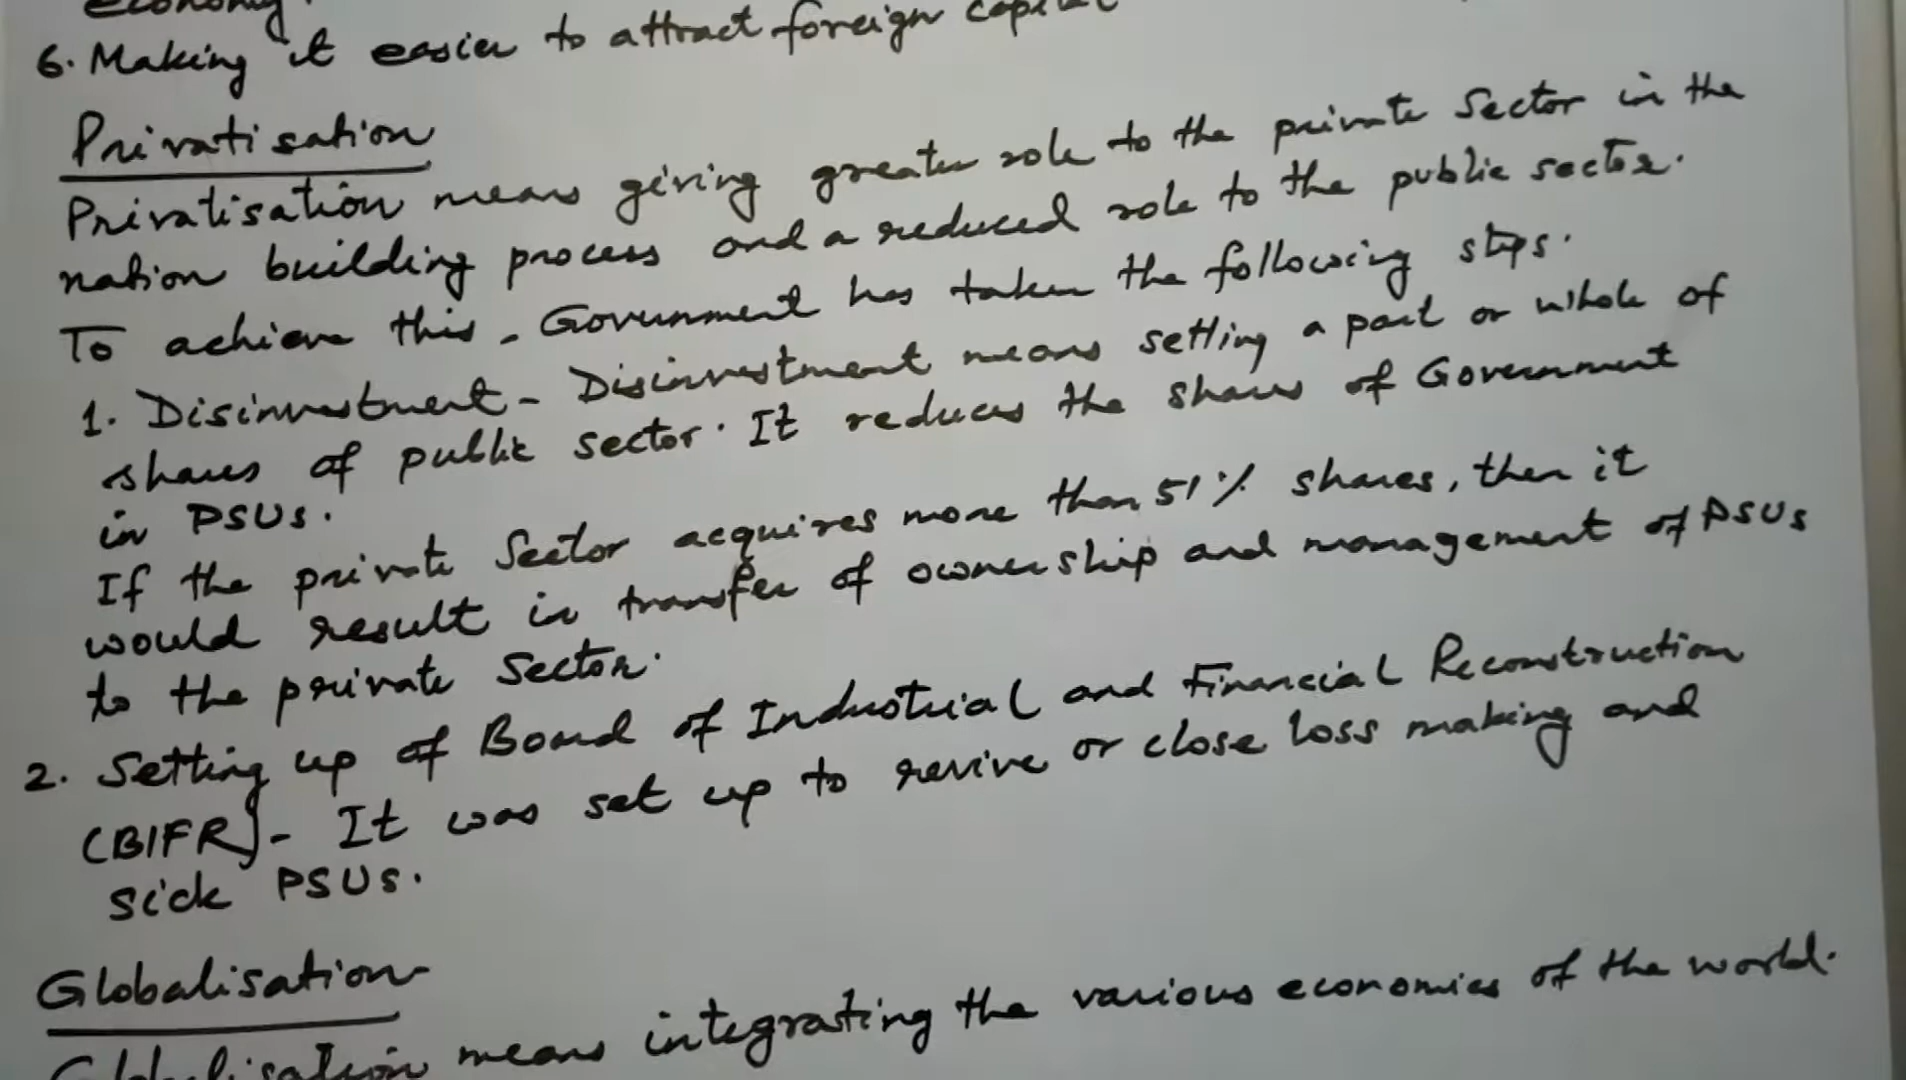 economy.
6. Making it easier to attract foreign capital
Privatisation
Privatisation means giving greater role to the private Sector in the
nation building process and a reduced role to the public sector.
To achieve this, Government has taken the following steps.
1. Disinvestment - Disinvestment means selling a part or whole of
shares of public sector. It reduces the shares of Government
in PSUs.
If the private Sector acquires more than 51% shares, then it
would result in transfer of ownership and management of PSUs
to the private Sector.
2. Setting up of Board of Industrial and Financial Reconstruction
(BIFR) - It was set up to revive or close loss making and
sick PSUs.
Globalisation
Globalisation means integrating the various economies of the world.